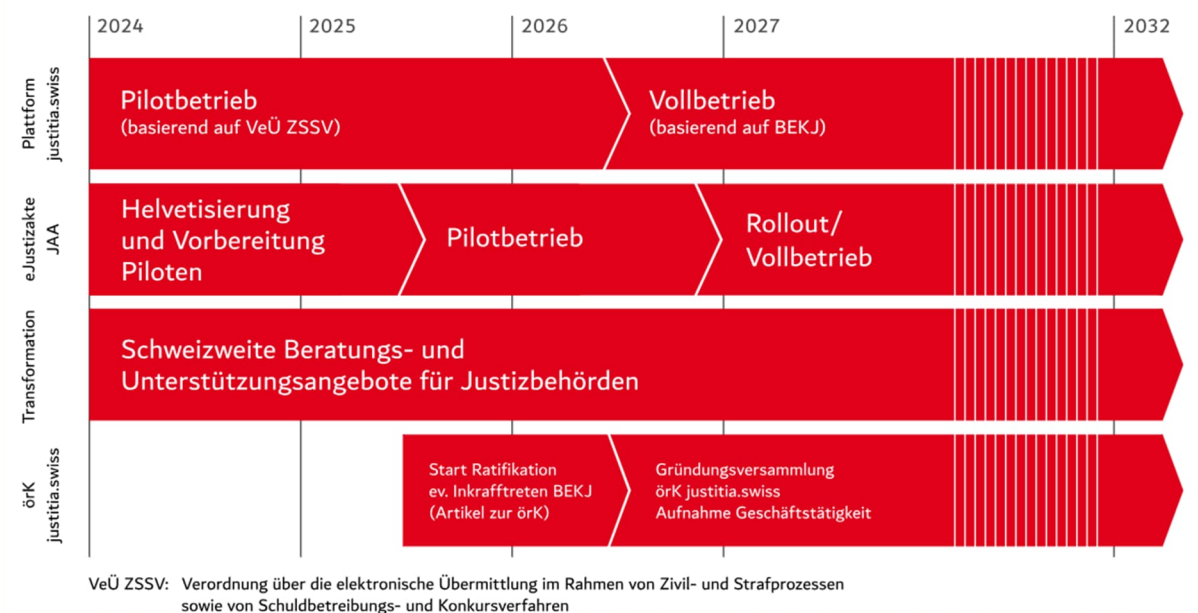 2024
2025
2026
2027
2032
Plattform
justitia.swiss
Pilotbetrieb
(basierend auf VeÜ ZSSV)
Vollbetrieb
(basierend auf BEKJ)
eJustizakte
JAA
Helvetisierung
und Vorbereitung
Piloten
Pilotbetrieb
Rollout/
Vollbetrieb
Transformation
Schweizweite Beratungs- und
Unterstützungsangebote für Justizbehörden
örK
justitia.swiss
Start Ratifikation
ev. Inkrafttreten BEKJ
(Artikel zur örK)
Gründungsversammlung
örK justitia.swiss
Aufnahme Geschäftstätigkeit
VeÜ ZSSV: Verordnung über die elektronische Übermittlung im Rahmen von Zivil- und Strafprozessen
sowie von Schuldbetreibungs- und Konkursverfahren